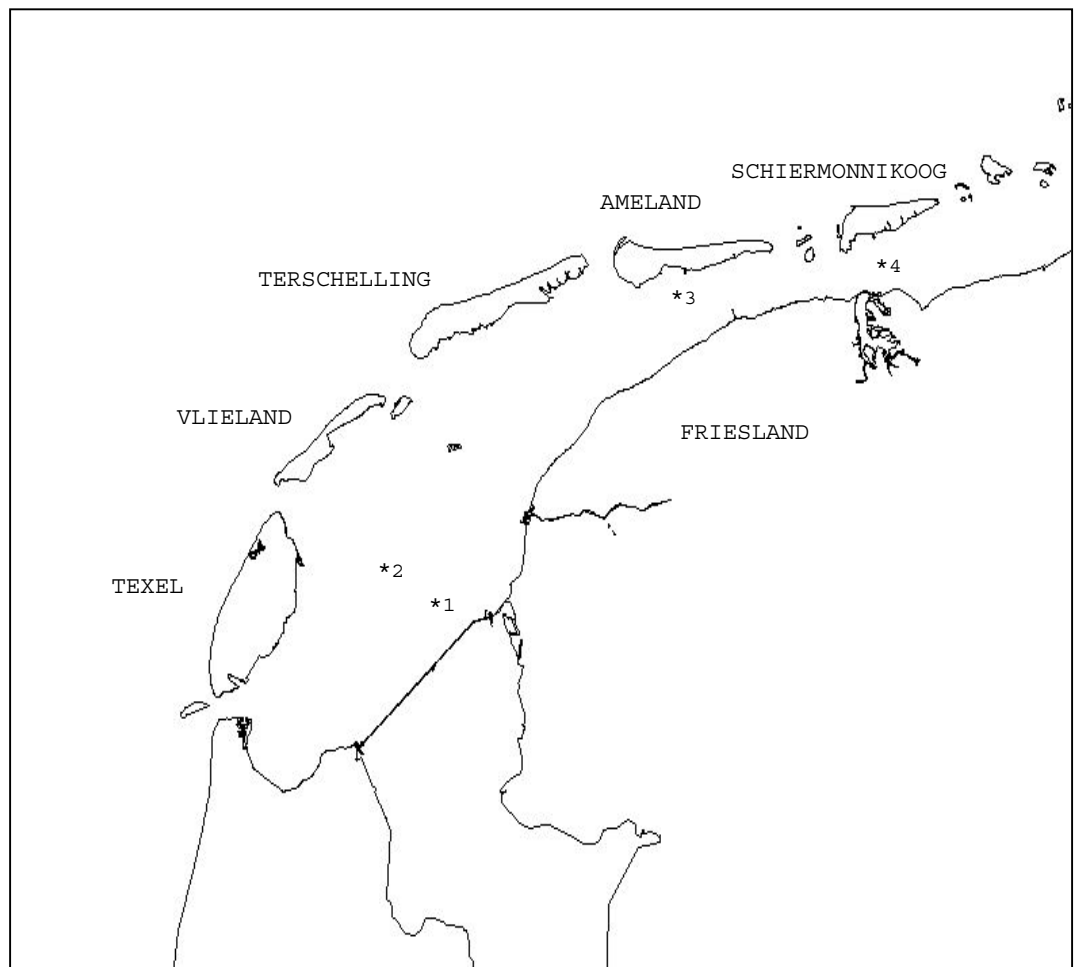 SCHIERMONNIKOOG
AMELAND
*4
TERSCHELLING
*3
VLIELAND
FRIESLAND
*2
TEXEL
*1